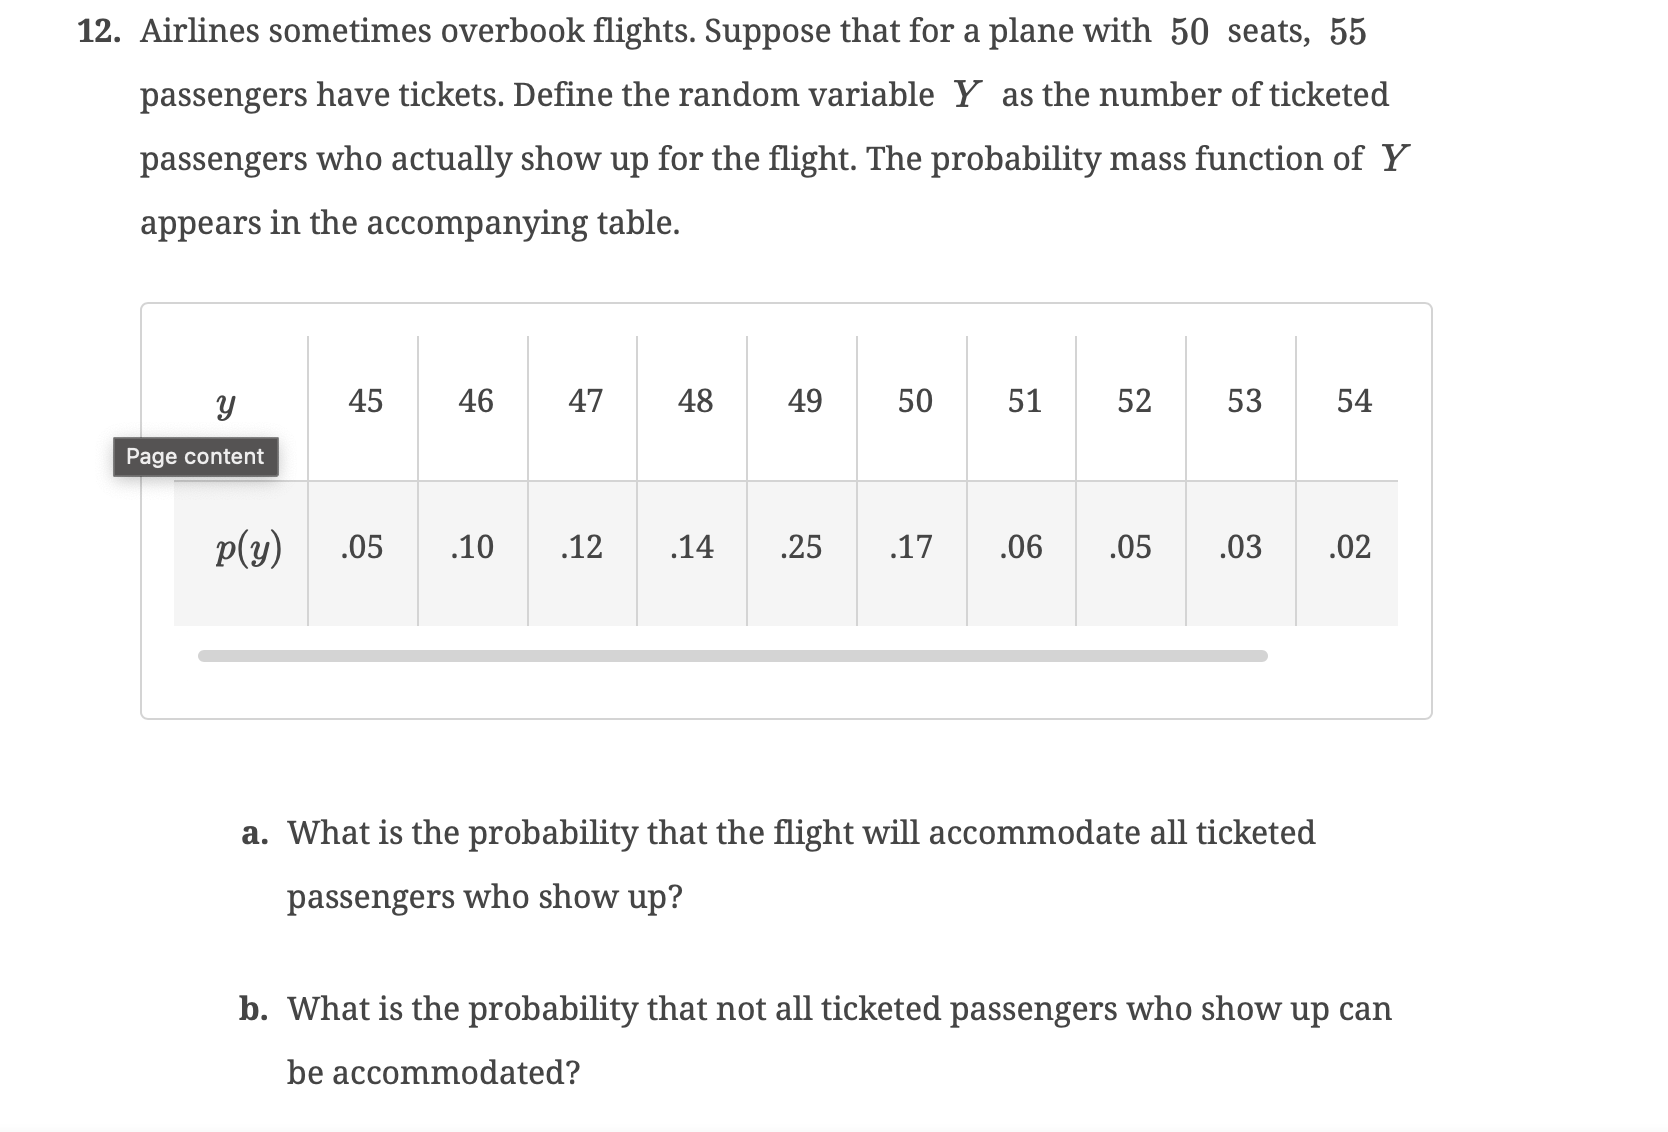 12. Airlines sometimes overbook flights. Suppose that for a plane with 50 seats, 55
passengers have tickets. Define the random variable Y as the number of ticketed
passengers who actually show up for the flight. The probability mass function of Y
appears in the accompanying table.
y 45 46 47 48 49 50 51 52 53 54
Page content
p(y) .05 .10 .12 .14 .25 .17 .06 .05 .03 .02
a. What is the probability that the flight will accommodate all ticketed
passengers who show up?
b. What is the probability that not all ticketed passengers who show up can
be accommodated?